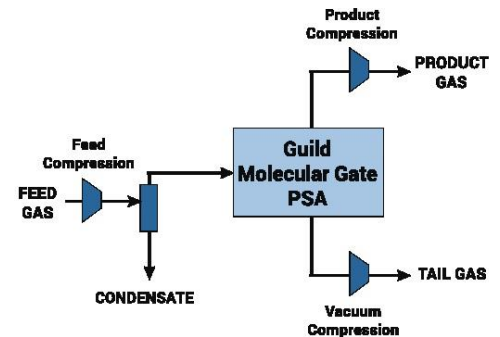 Product
Compression
PRODUCT
GAS
Guild
Molecular Gate
PSA
Feed
Compression
FEED
GAS
CONDENSATE
TAIL GAS
Vacuum
Compression